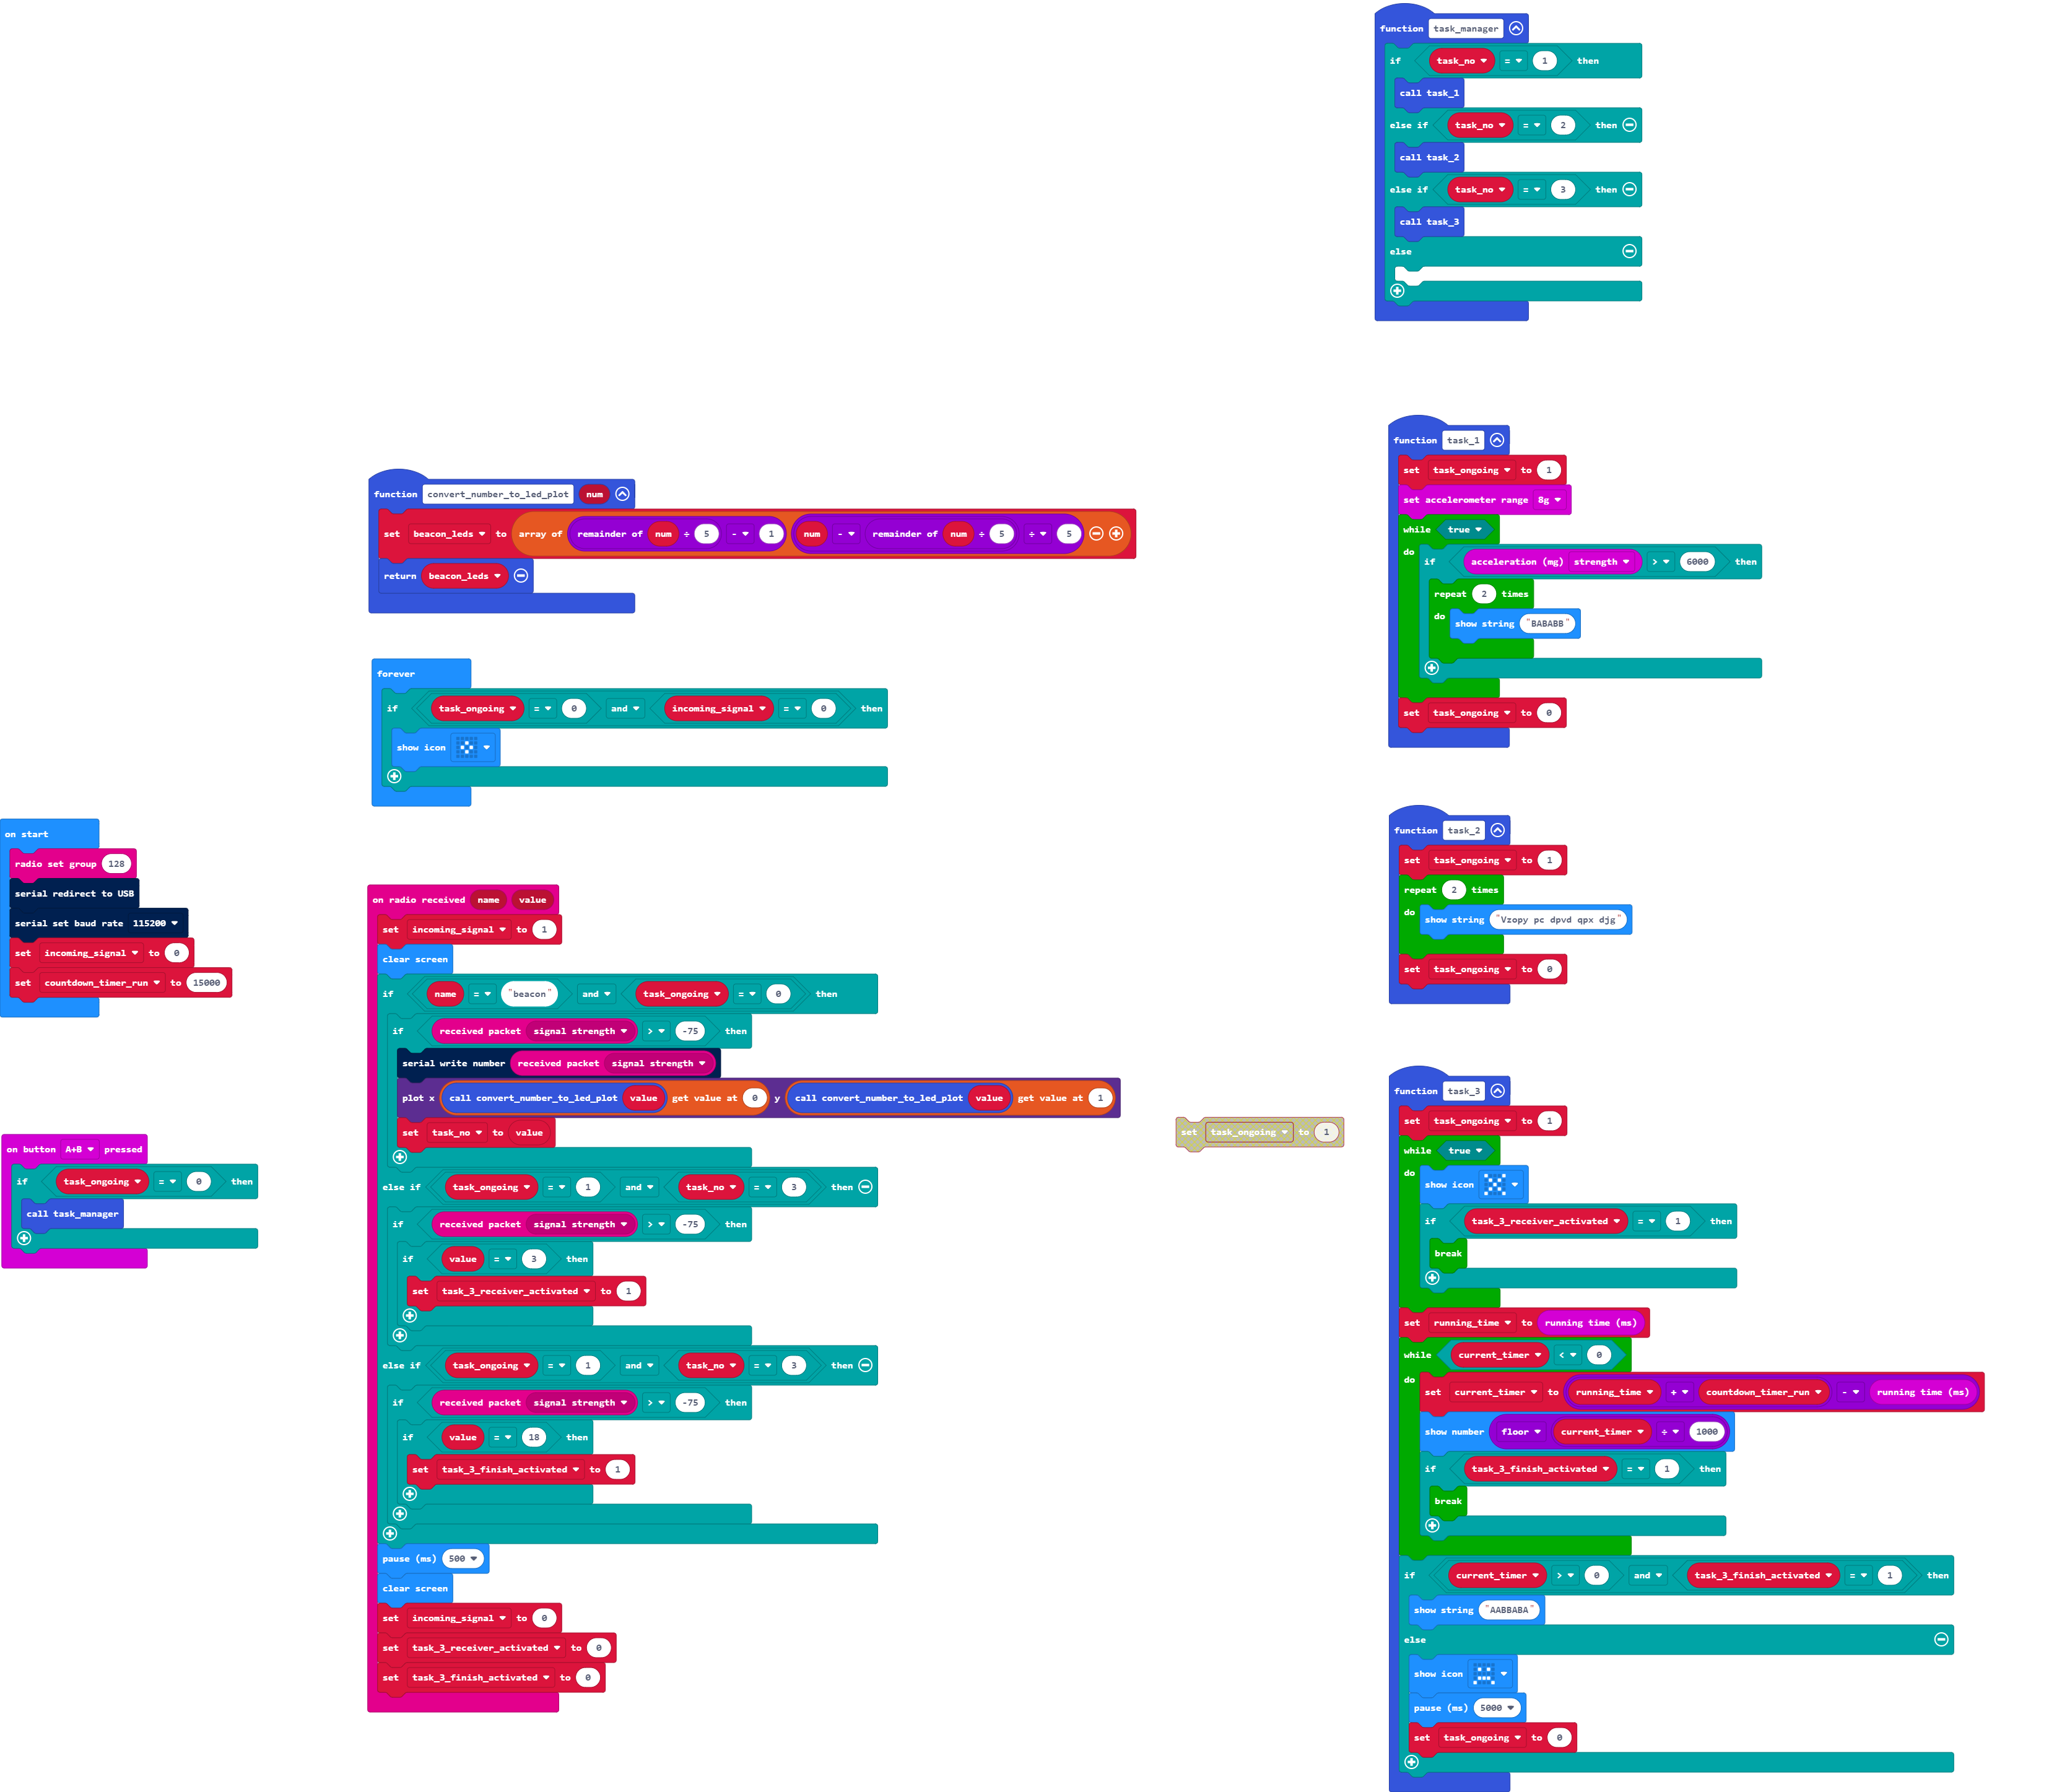 function task_manager
if task_no = 1 then
call task_1
else if task_no = 2 then
call task_2
else if task_no = 3 then
call task_3
else
function task_1
set task_ongoing to 1
set accelerometer range 8g
while true
do
if acceleration (mg) strength > 6000 then
repeat 2 times
do show string "BABABB"
set task_ongoing to 0
function convert_number_to_led_plot num
set beacon_leds to array of remainder of num ÷ 5 - 1 num - remainder of num ÷ 5 ÷ 5
return beacon_leds
forever
if task_ongoing = 0 and incoming_signal = 0 then
show icon
on start
radio set group 128
serial redirect to USB
serial set baud rate 115200
set incoming_signal to 0
set countdown_timer_run to 15000
on button A+B pressed
if task_ongoing = 0 then
call task_manager
on radio received name value
set incoming_signal to 1
clear screen
if name = "beacon" and task_ongoing = 0 then
if received packet signal strength > -75 then
serial write number received packet signal strength
plot x call convert_number_to_led_plot value get value at 0 y call convert_number_to_led_plot value get value at 1
set task_no to value
else if task_ongoing = 1 and task_no = 3 then
if received packet signal strength > -75 then
if value = 3 then
set task_3_receiver_activated to 1
else if task_ongoing = 1 and task_no = 3 then
if received packet signal strength > -75 then
if value = 18 then
set task_3_finish_activated to 1
pause (ms) 500
clear screen
set incoming_signal to 0
set task_3_receiver_activated to 0
set task_3_finish_activated to 0
set task_ongoing to 1
function task_2
set task_ongoing to 1
repeat 2 times
do show string "Vzopy pc dpvd qpx djg"
set task_ongoing to 0
function task_3
set task_ongoing to 1
while true
do
show icon
if task_3_receiver_activated = 1 then
break
set running_time to running time (ms)
while current_timer < 0
do
set current_timer to running_time + countdown_timer_run - running time (ms)
show number floor current_timer ÷ 1000
if task_3_finish_activated = 1 then
break
if current_timer > 0 and task_3_finish_activated = 1 then
show string "AABBABA"
else
show icon
pause (ms) 5000
set task_ongoing to 0